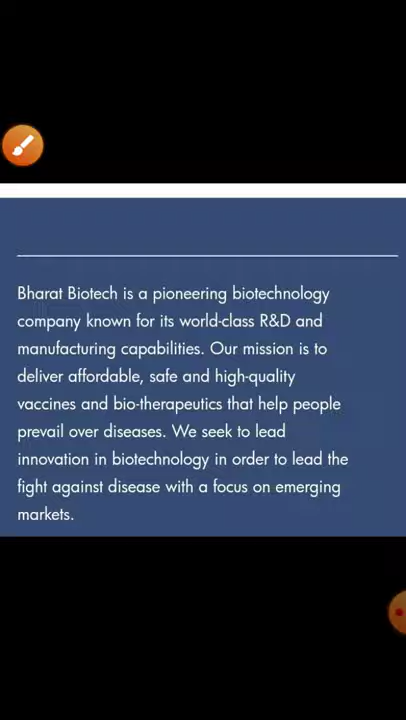 Bharat Biotech is a pioneering biotechnology
company known for its world-class R&D and
manufacturing capabilities. Our mission is to
deliver affordable, safe and high-quality
vaccines and bio-therapeutics that help people
prevail over diseases. We seek to lead
innovation in biotechnology in order to lead the
fight against disease with a focus on emerging
markets.